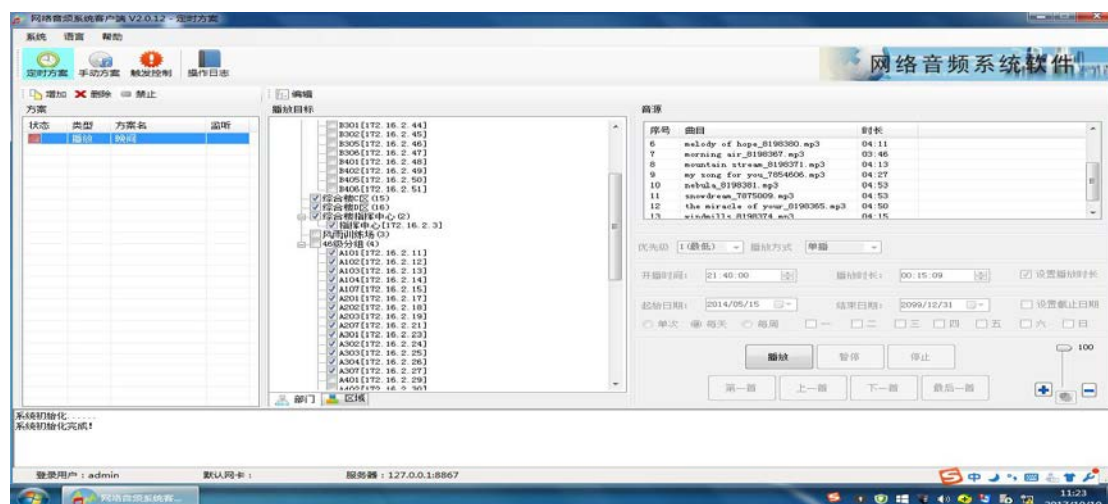 网络音频系统客户端 V2.0.12 - 定时方案
系统 语言 帮助
定时方案 手动方案 触发控制 操作日志
网络音频系统软件
增加 删除 禁止
编辑
方案
播放目标
音源
状态 类型 方案名 监听
播放 晚间
B301[172.16.2.44]
B302[172.16.2.45]
B305[172.16.2.46]
B306[172.16.2.47]
B401[172.16.2.48]
B402[172.16.2.49]
B405[172.16.2.50]
B406[172.16.2.51]
综合楼C区(15)
综合楼D区(16)
综合楼指挥中心(2)
指挥中心[172.16.2.3]
风雨训练场(3)
46级分组(4)
A101[172.16.2.11]
A102[172.16.2.12]
A103[172.16.2.13]
A104[172.16.2.14]
A107[172.16.2.15]
A201[172.16.2.17]
A202[172.16.2.18]
A203[172.16.2.19]
A207[172.16.2.21]
A301[172.16.2.23]
A302[172.16.2.24]
A303[172.16.2.25]
A304[172.16.2.26]
A307[172.16.2.27]
A401[172.16.2.29]
A402[172.16.2.30]
部门 区域
序号 曲目 时长
6 melody of hope_8198380.mp3 04:11
7 morning air_8198367.mp3 03:46
8 mountain stream_8198371.mp3 04:13
9 my song for you_7654606.mp3 04:27
10 nebula_8198381.mp3 04:53
11 snowdream_7875009.mp3 04:53
12 the miracle of your_8198365.mp3 04:50
13 windmills_8198374.mp3 04:15
优先级 1(最低) 播放方式 单播
开播时间: 21:40:00 播放时长: 00:15:09 设置播放时长
起始日期: 2014/05/15 结束日期: 2099/12/31 设置截止日期
单次 每天 每周 一 二 三 四 五 六 日
播放 暂停 停止 100
第一首 上一首 下一首 最后一首
系统初始化......
系统初始化完成!
登录用户:admin 默认网卡: 服务器:127.0.0.1:8867
网络音频系统客...
中
11:23
2017/10/10